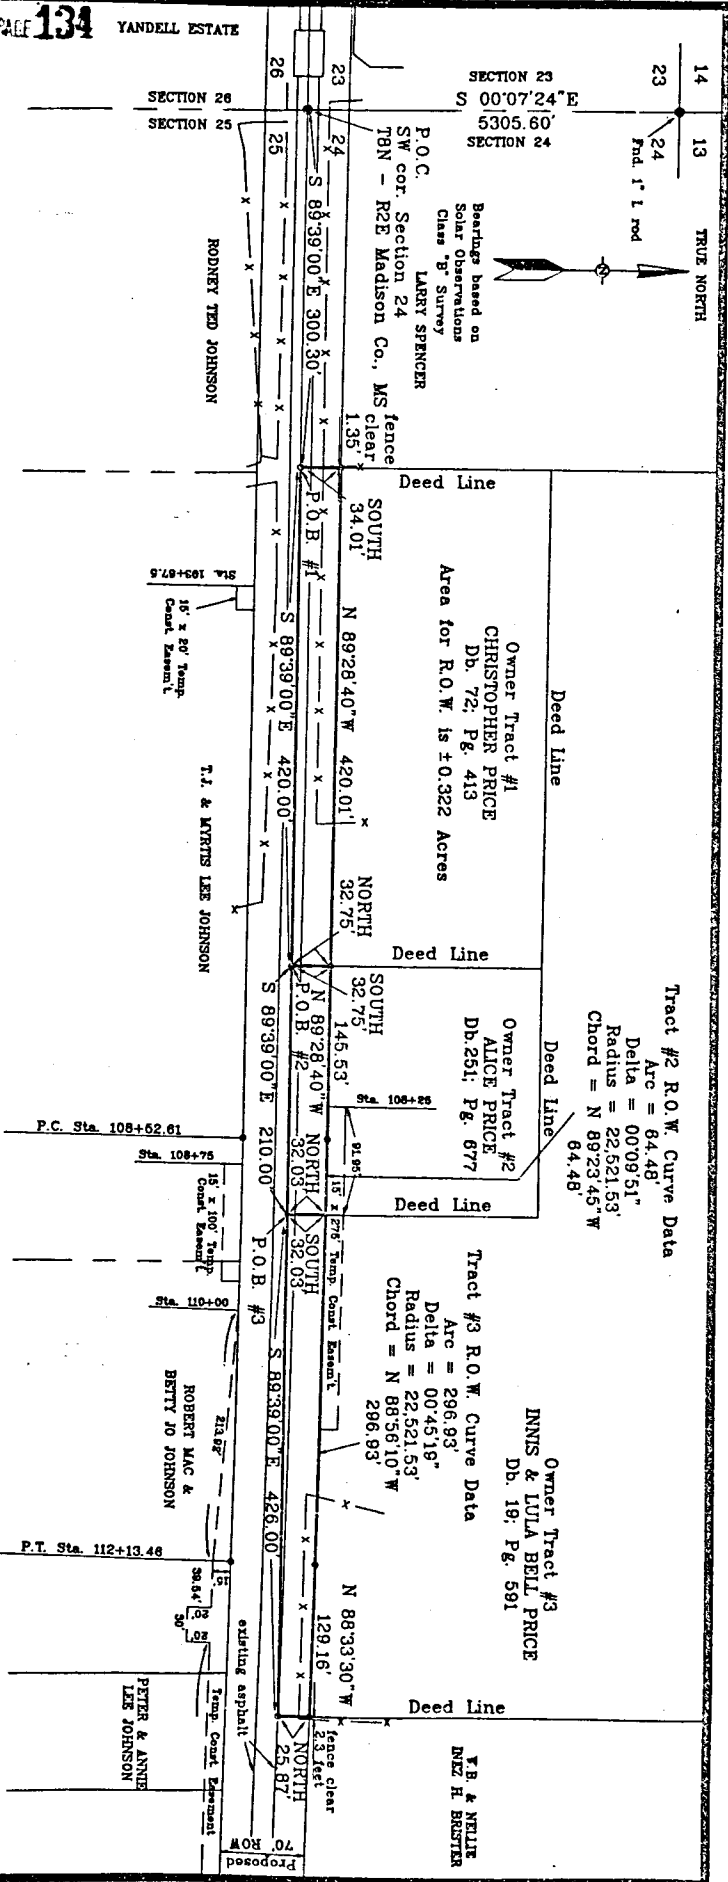 PAGE 134
YANDELL ESTATE
14
13
23
24
Fnd. 1" I. rod
TRUE NORTH
N
Bearings based on
Solar Observations
Class "B" Survey
SECTION 23
S 00°07'24"E
5305.60'
SECTION 24
SECTION 26
SECTION 25
23
24
26
25
P.O.C.
SW cor. Section 24
T8N - R2E Madison Co., MS
LARRY SPENCER
S 89°39'00"E 300.30'
RODNEY TED JOHNSON
fence
clear
1.35'
Deed Line
SOUTH
34.01'
P.O.B. #1
N 89°28'40"W 420.01'
S 89°39'00"E 420.00'
Owner Tract #1
CHRISTOPHER PRICE
Db. 72; Pg. 413
Area for R.O.W. is ±0.322 Acres
Deed Line
15' x 20' Temp.
Const. Easem't.
T.J. & MYRTIS LEE JOHNSON
NORTH
32.75'
Deed Line
SOUTH
32.75'
P.O.B. #2
N 89°28'40"W 145.53'
S 89°39'00"E 210.00'
Owner Tract #2
ALICE PRICE
Db.251; Pg. 677
Deed Line
Tract #2 R.O.W. Curve Data
Arc = 64.48'
Delta = 00°09'51"
Radius = 22,521.53'
Chord = N 89°23'45"W
64.48'
Sta. 108+25
91.95'
P.C. Sta. 108+52.61
Sta. 108+75
15' x 100' Temp.
Const Easem't.
NORTH
32.03'
Deed Line
SOUTH
32.03'
P.O.B. #3
15' x 275' Temp. Const Easem't.
Sta. 110+00
S 89°39'00"E 426.00'
Tract #3 R.O.W. Curve Data
Arc = 296.93'
Delta = 00°45'19"
Radius = 22,521.53'
Chord = N 88°56'10"W
296.93'
Owner Tract #3
INNIS & LULA BELL PRICE
Db. 19; Pg. 591
ROBERT MAC &
BETTY JO JOHNSON
P.T. Sta. 112+13.46
15'
39.54'
20'
30'
20'
N 88°33'30"W
129.16'
Deed Line
fence clear
2.3 feet
NORTH
25.87'
existing asphalt
Temp. Const Easement
PETER & ANNIE
LEE JOHNSON
W.B. & NELLIE
INEZ H. BRISTER
Proposed
70' ROW